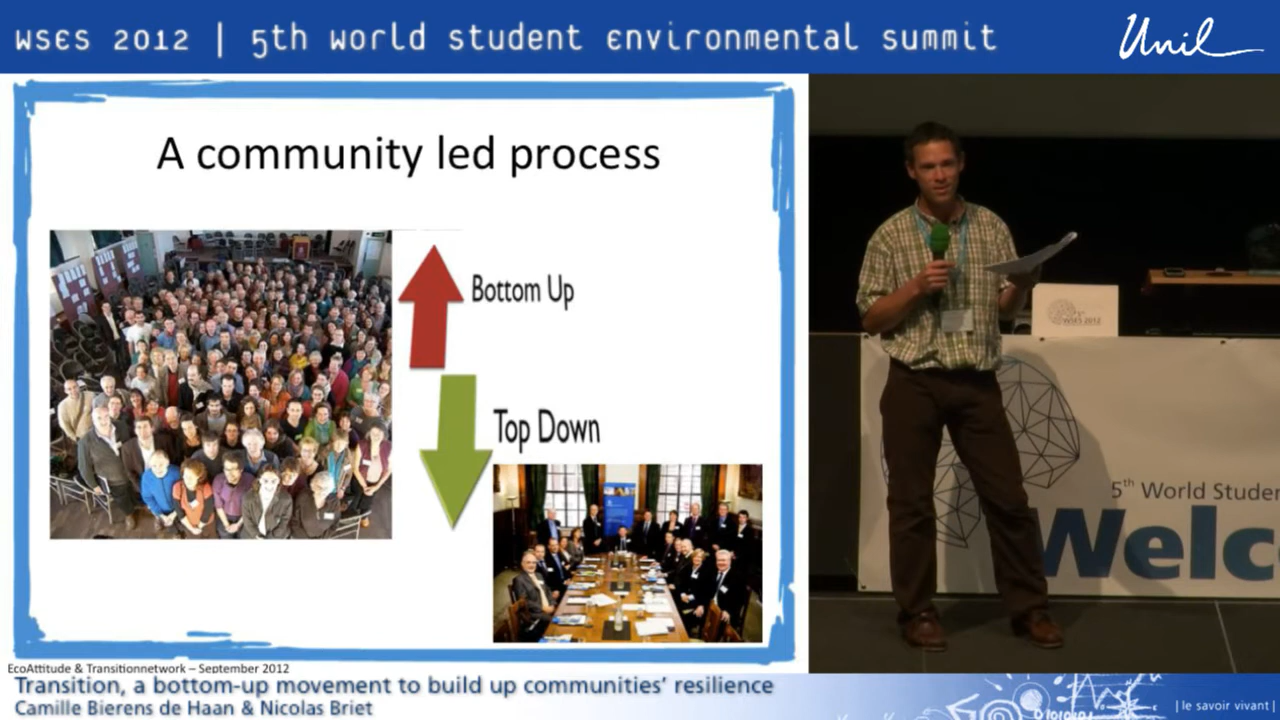 WSES 2012 | 5th world student environmental summit
Unil
A community led process
Bottom Up
Top Down
WSES 2012
5th World Studen
Welc
EcoAttitude & Transitionnetwork – September 2012
Transition, a bottom-up movement to build up communities' resilience
Camille Bierens de Haan & Nicolas Briet
| le savoir vivant |